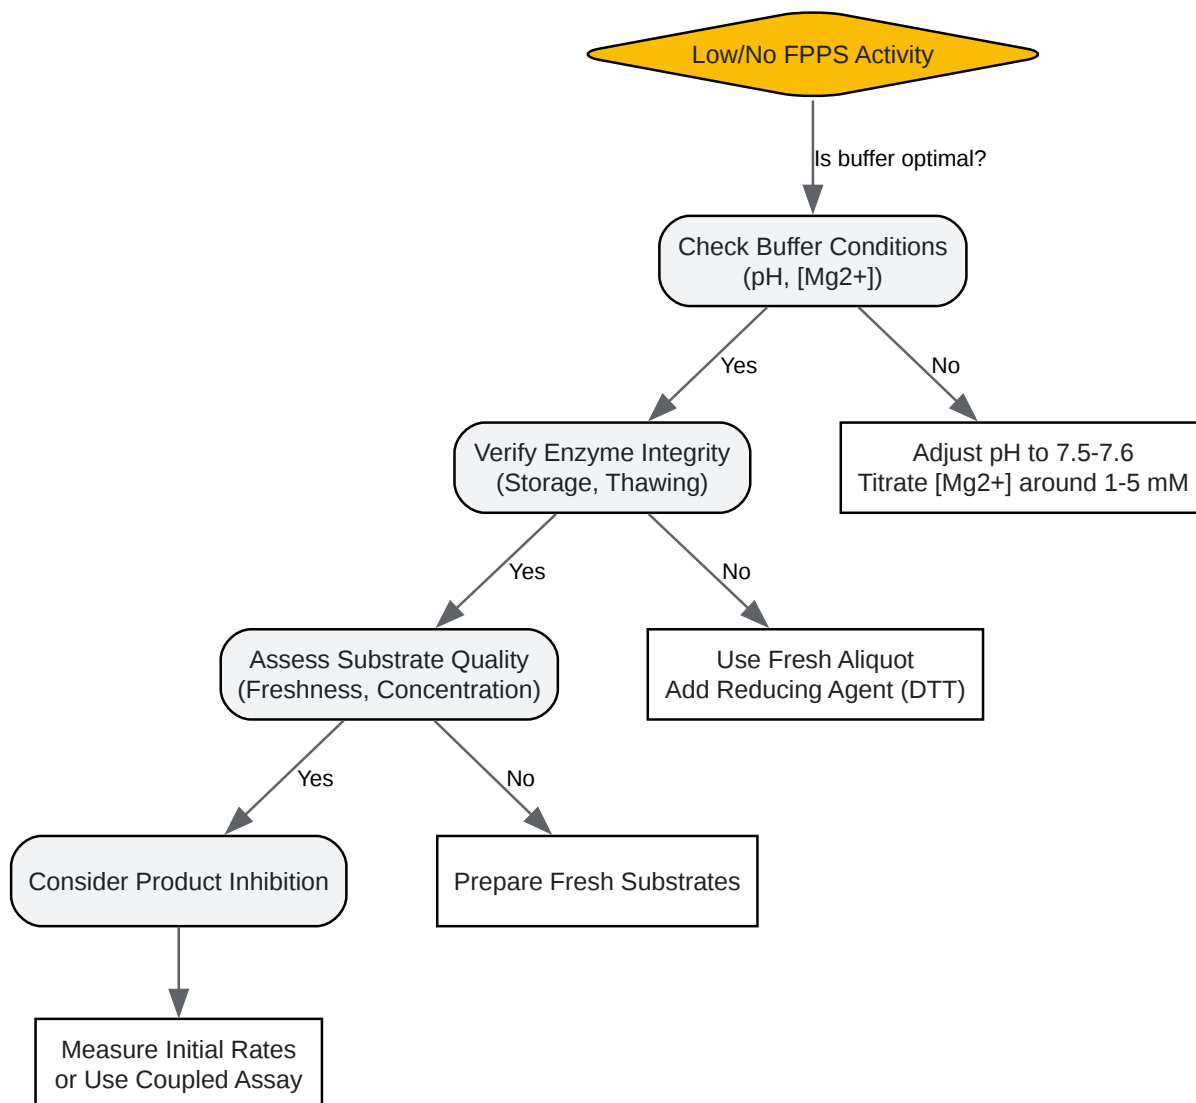 Low/No FPPS Activity
Is buffer optimal?
Check Buffer Conditions
(pH, [Mg2+])
Yes
No
Verify Enzyme Integrity
(Storage, Thawing)
Adjust pH to 7.5-7.6
Titrate [Mg2+] around 1-5 mM
Yes
No
Assess Substrate Quality
(Freshness, Concentration)
Use Fresh Aliquot
Add Reducing Agent (DTT)
Yes
No
Consider Product Inhibition
Prepare Fresh Substrates
Measure Initial Rates
or Use Coupled Assay